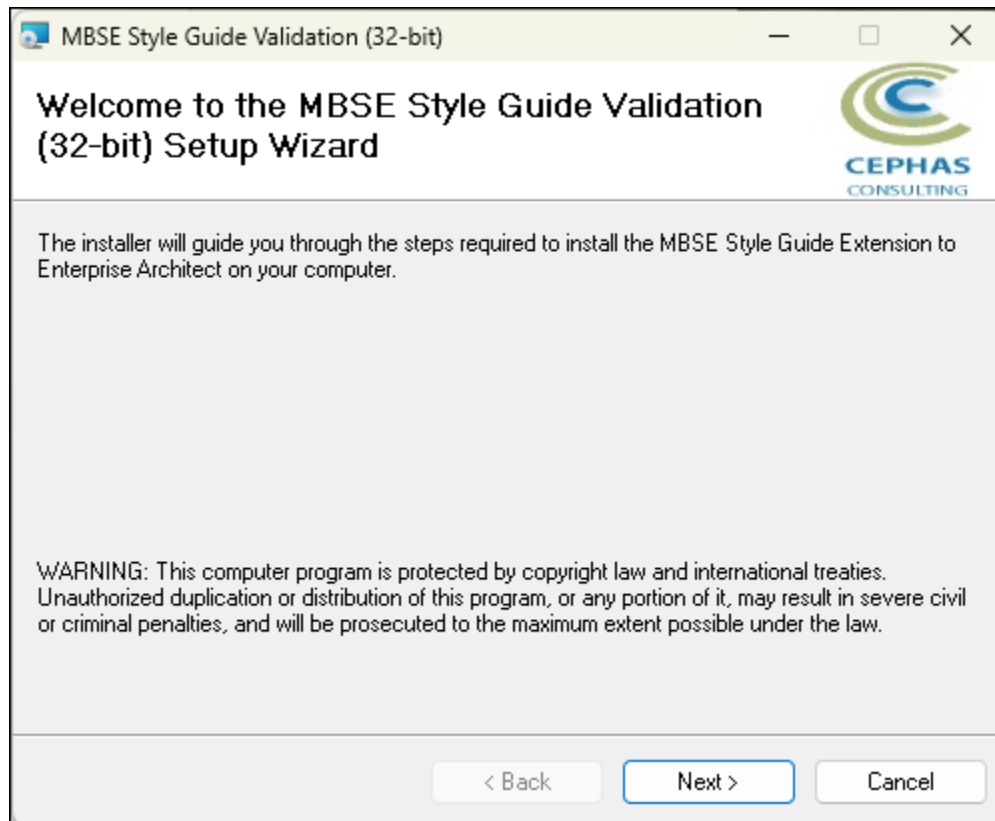 MBSE Style Guide Validation (32-bit)
Welcome to the MBSE Style Guide Validation
(32-bit) Setup Wizard
CEPHAS
CONSULTING
The installer will guide you through the steps required to install the MBSE Style Guide Extension to
Enterprise Architect on your computer.
WARNING: This computer program is protected by copyright law and international treaties.
Unauthorized duplication or distribution of this program, or any portion of it, may result in severe civil
or criminal penalties, and will be prosecuted to the maximum extent possible under the law.
< Back
Next >
Cancel